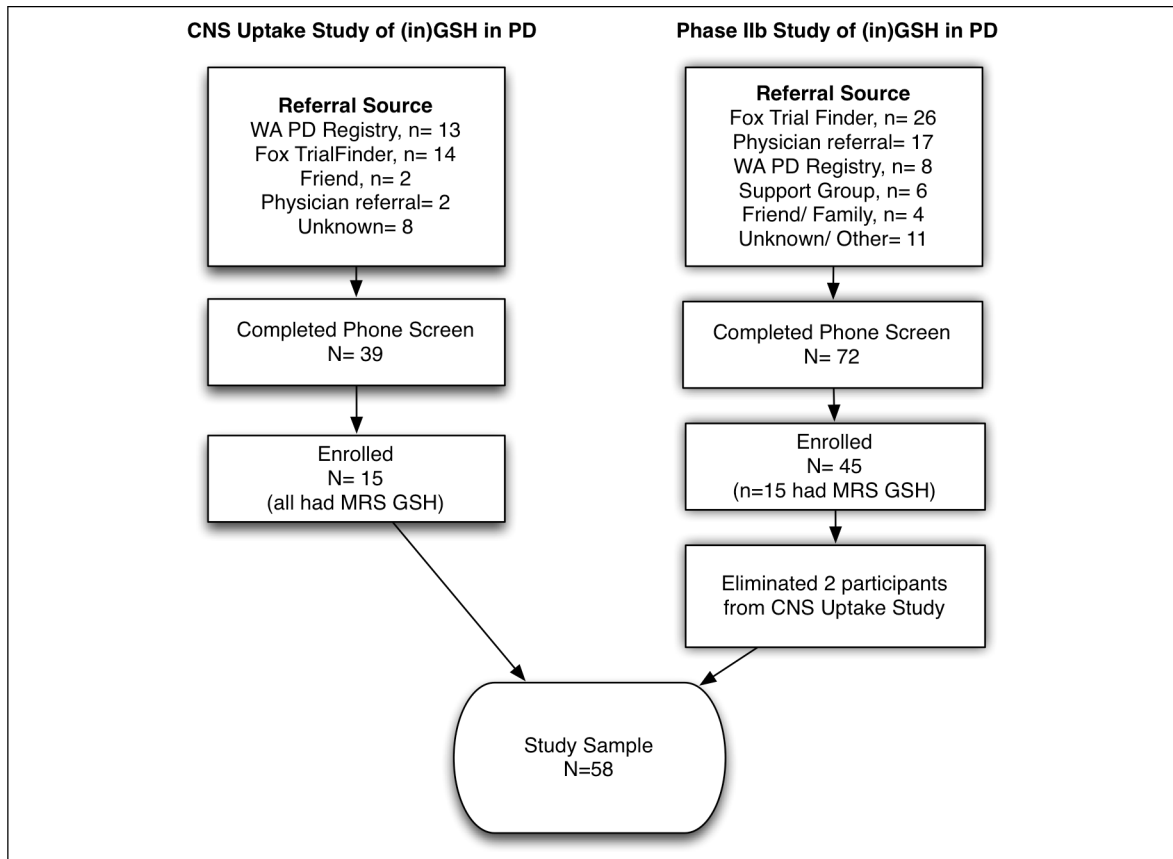 CNS Uptake Study of (in)GSH in PD
Referral Source
WA PD Registry, n= 13
Fox TrialFinder, n= 14
Friend, n= 2
Physician referral= 2
Unknown= 8
Completed Phone Screen
N= 39
Enrolled
N= 15
(all had MRS GSH)
Phase IIb Study of (in)GSH in PD
Referral Source
Fox Trial Finder, n= 26
Physician referral= 17
WA PD Registry, n= 8
Support Group, n= 6
Friend/ Family, n= 4
Unknown/ Other= 11
Completed Phone Screen
N= 72
Enrolled
N= 45
(n=15 had MRS GSH)
Eliminated 2 participants
from CNS Uptake Study
Study Sample
N=58